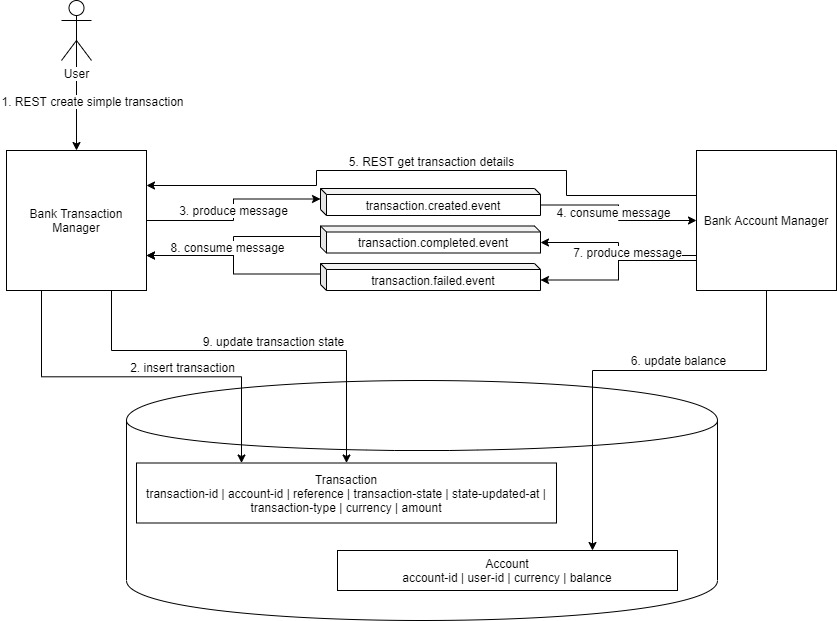 User
1. REST create simple transaction
5. REST get transaction details
Bank Transaction
Manager
transaction.created.event
3. produce message
4. consume message
Bank Account Manager
transaction.completed.event
8. consume message
7. produce message
transaction.failed.event
9. update transaction state
2. insert transaction
6. update balance
Transaction
transaction-id | account-id | reference | transaction-state | state-updated-at |
transaction-type | currency | amount
Account
account-id | user-id | currency | balance